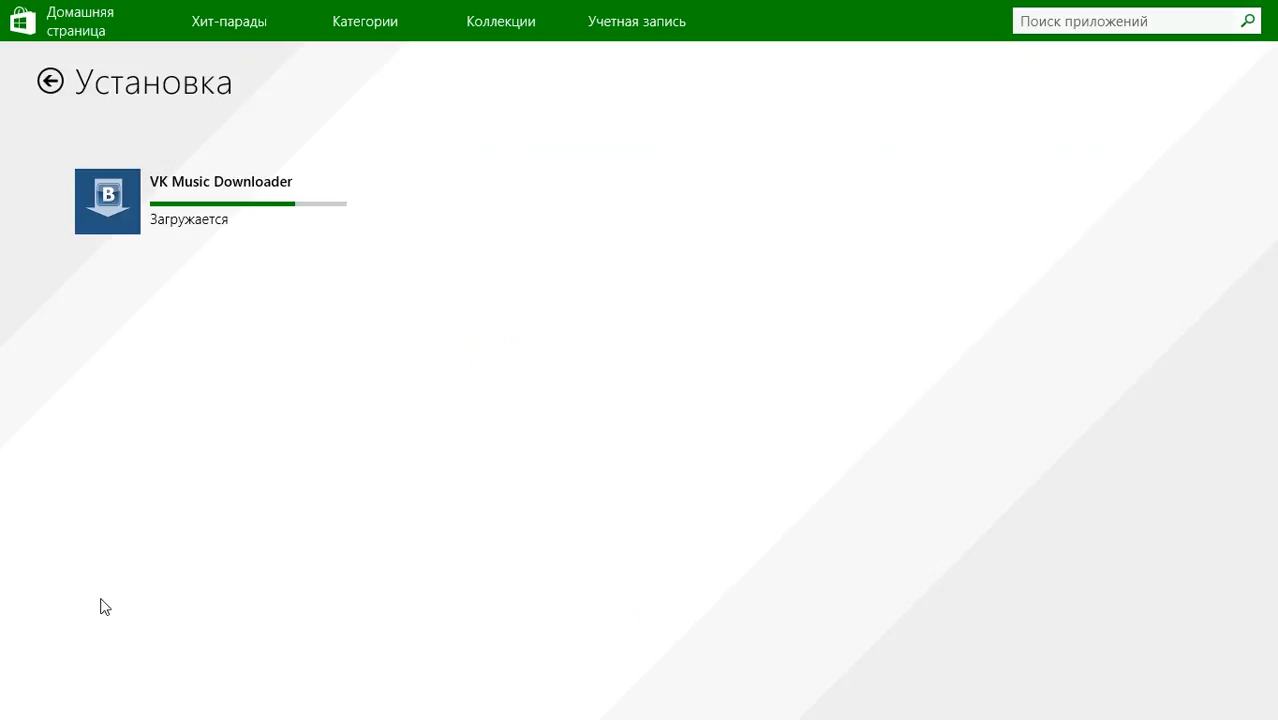 Домашняя
страница
Хит-парады
Категории
Коллекции
Учетная запись
Поиск приложений
Установка
В
VK Music Downloader
Загружается